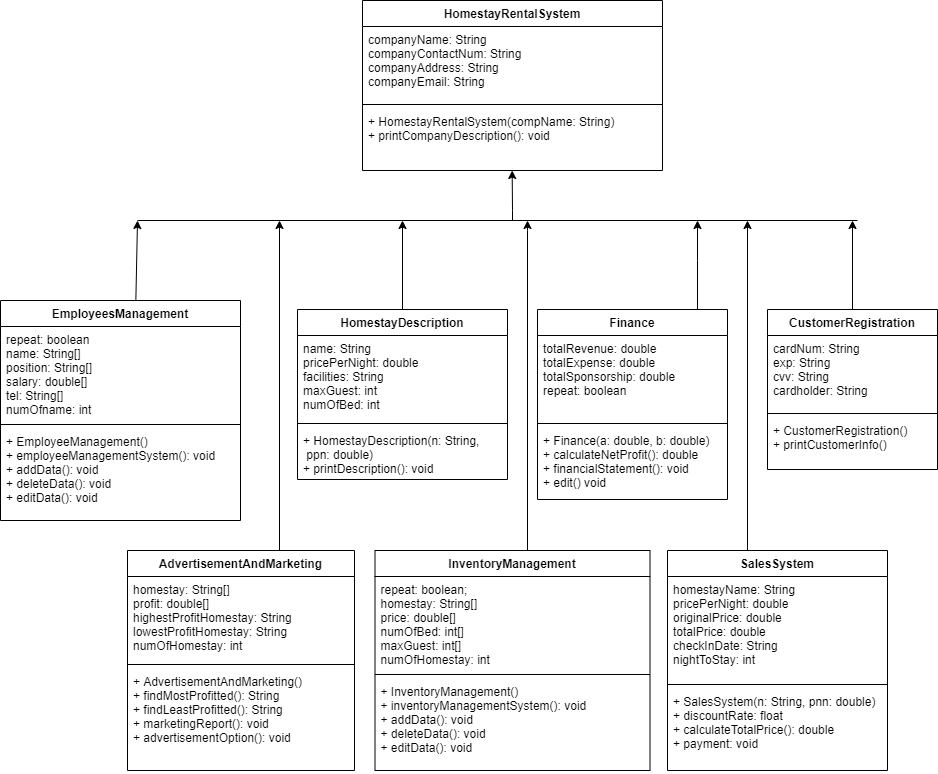 HomestayRentalSystem
companyName: String
companyContactNum: String
companyAddress: String
companyEmail: String
+ HomestayRentalSystem(compName: String)
+ printCompanyDescription(): void
EmployeesManagement
repeat: boolean
name: String[]
position: String[]
salary: double[]
tel: String[]
numOfname: int
+ EmployeeManagement()
+ employeeManagementSystem(): void
+ addData(): void
+ deleteData(): void
+ editData(): void
HomestayDescription
name: String
pricePerNight: double
facilities: String
maxGuest: int
numOfBed: int
+ HomestayDescription(n: String,
ppn: double)
+ printDescription(): void
Finance
totalRevenue: double
totalExpense: double
totalSponsorship: double
repeat: boolean
+ Finance(a: double, b: double)
+ calculateNetProfit(): double
+ financialStatement(): void
+ edit() void
CustomerRegistration
cardNum: String
exp: String
cvv: String
cardholder: String
+ CustomerRegistration()
+ printCustomerInfo()
AdvertisementAndMarketing
homestay: String[]
profit: double[]
highestProfitHomestay: String
lowestProfitHomestay: String
numOfHomestay: int
+ AdvertisementAndMarketing()
+ findMostProfitted(): String
+ findLeastProfitted(): String
+ marketingReport(): void
+ advertisementOption(): void
InventoryManagement
repeat: boolean;
homestay: String[]
price: double[]
numOfBed: int[]
maxGuest: int[]
numOfHomestay: int
+ InventoryManagement()
+ inventoryManagementSystem(): void
+ addData(): void
+ deleteData(): void
+ editData(): void
SalesSystem
homestayName: String
pricePerNight: double
originalPrice: double
totalPrice: double
checkInDate: String
nightToStay: int
+ SalesSystem(n: String, pnn: double)
+ discountRate: float
+ calculateTotalPrice(): double
+ payment: void